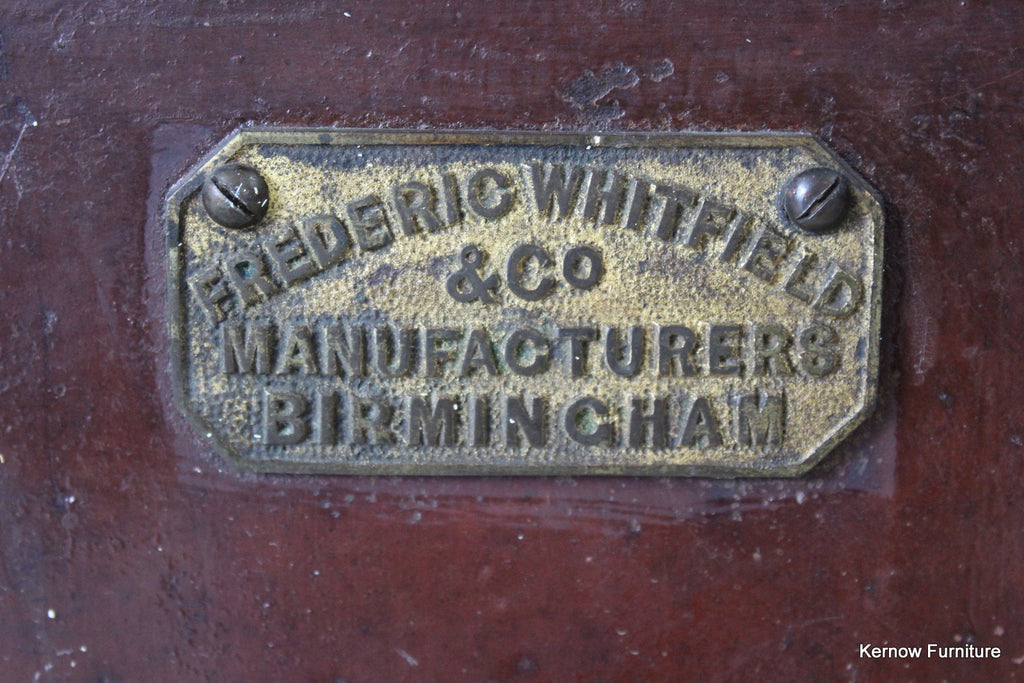 FREDERIC WHITFIELD
& Co
MANUFACTURERS
BIRMINGHAM
Kernow Furniture